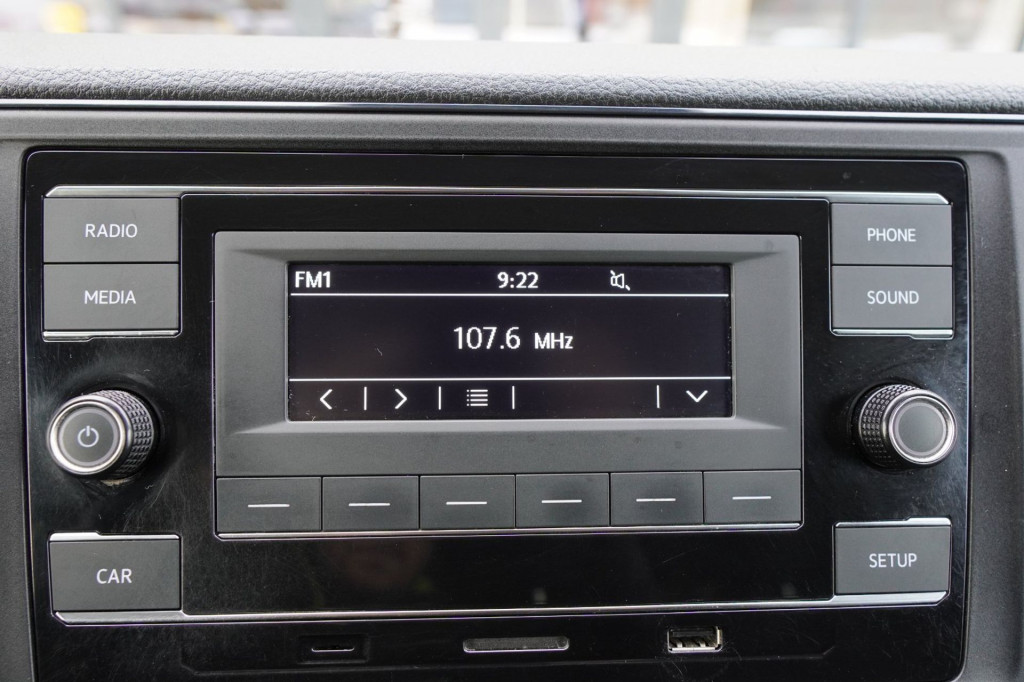 RADIO
MEDIA
FM1 9:22
107.6 MHz
PHONE
SOUND
CAR
SETUP